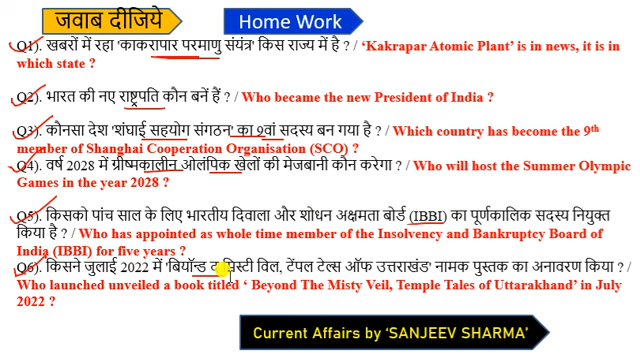 जवाब दीजिये
Home Work
Q1). खबरों में रहा 'काकरापार परमाणु संयंत्र' किस राज्य में है ? / ‘Kakrapar Atomic Plant’ is in news, it is in
which state ?
Q2). भारत की नए राष्ट्रपति कौन बनें हैं ? / Who became the new President of India ?
Q3). कौनसा देश 'शंघाई सहयोग संगठन' का 9वां सदस्य बन गया है ? / Which country has become the 9th
member of Shanghai Cooperation Organisation (SCO) ?
Q4). वर्ष 2028 में ग्रीष्मकालीन ओलंपिक खेलों की मेजबानी कौन करेगा ? / Who will host the Summer Olympic
Games in the year 2028 ?
Q5). किसको पांच साल के लिए भारतीय दिवाला और शोधन अक्षमता बोर्ड (IBBI) का पूर्णकालिक सदस्य नियुक्त
किया है ? / Who has appointed as whole time member of the Insolvency and Bankruptcy Board of
India (IBBI) for five years ?
Q6). किसने जुलाई 2022 में 'बियॉन्ड द मिस्टी विल, टेंपल टेल्स ऑफ उत्तराखंड' नामक पुस्तक का अनावरण किया ? /
Who launched unveiled a book titled ‘ Beyond The Misty Veil, Temple Tales of Uttarakhand’ in July
2022 ?
Current Affairs by ‘SANJEEV SHARMA’